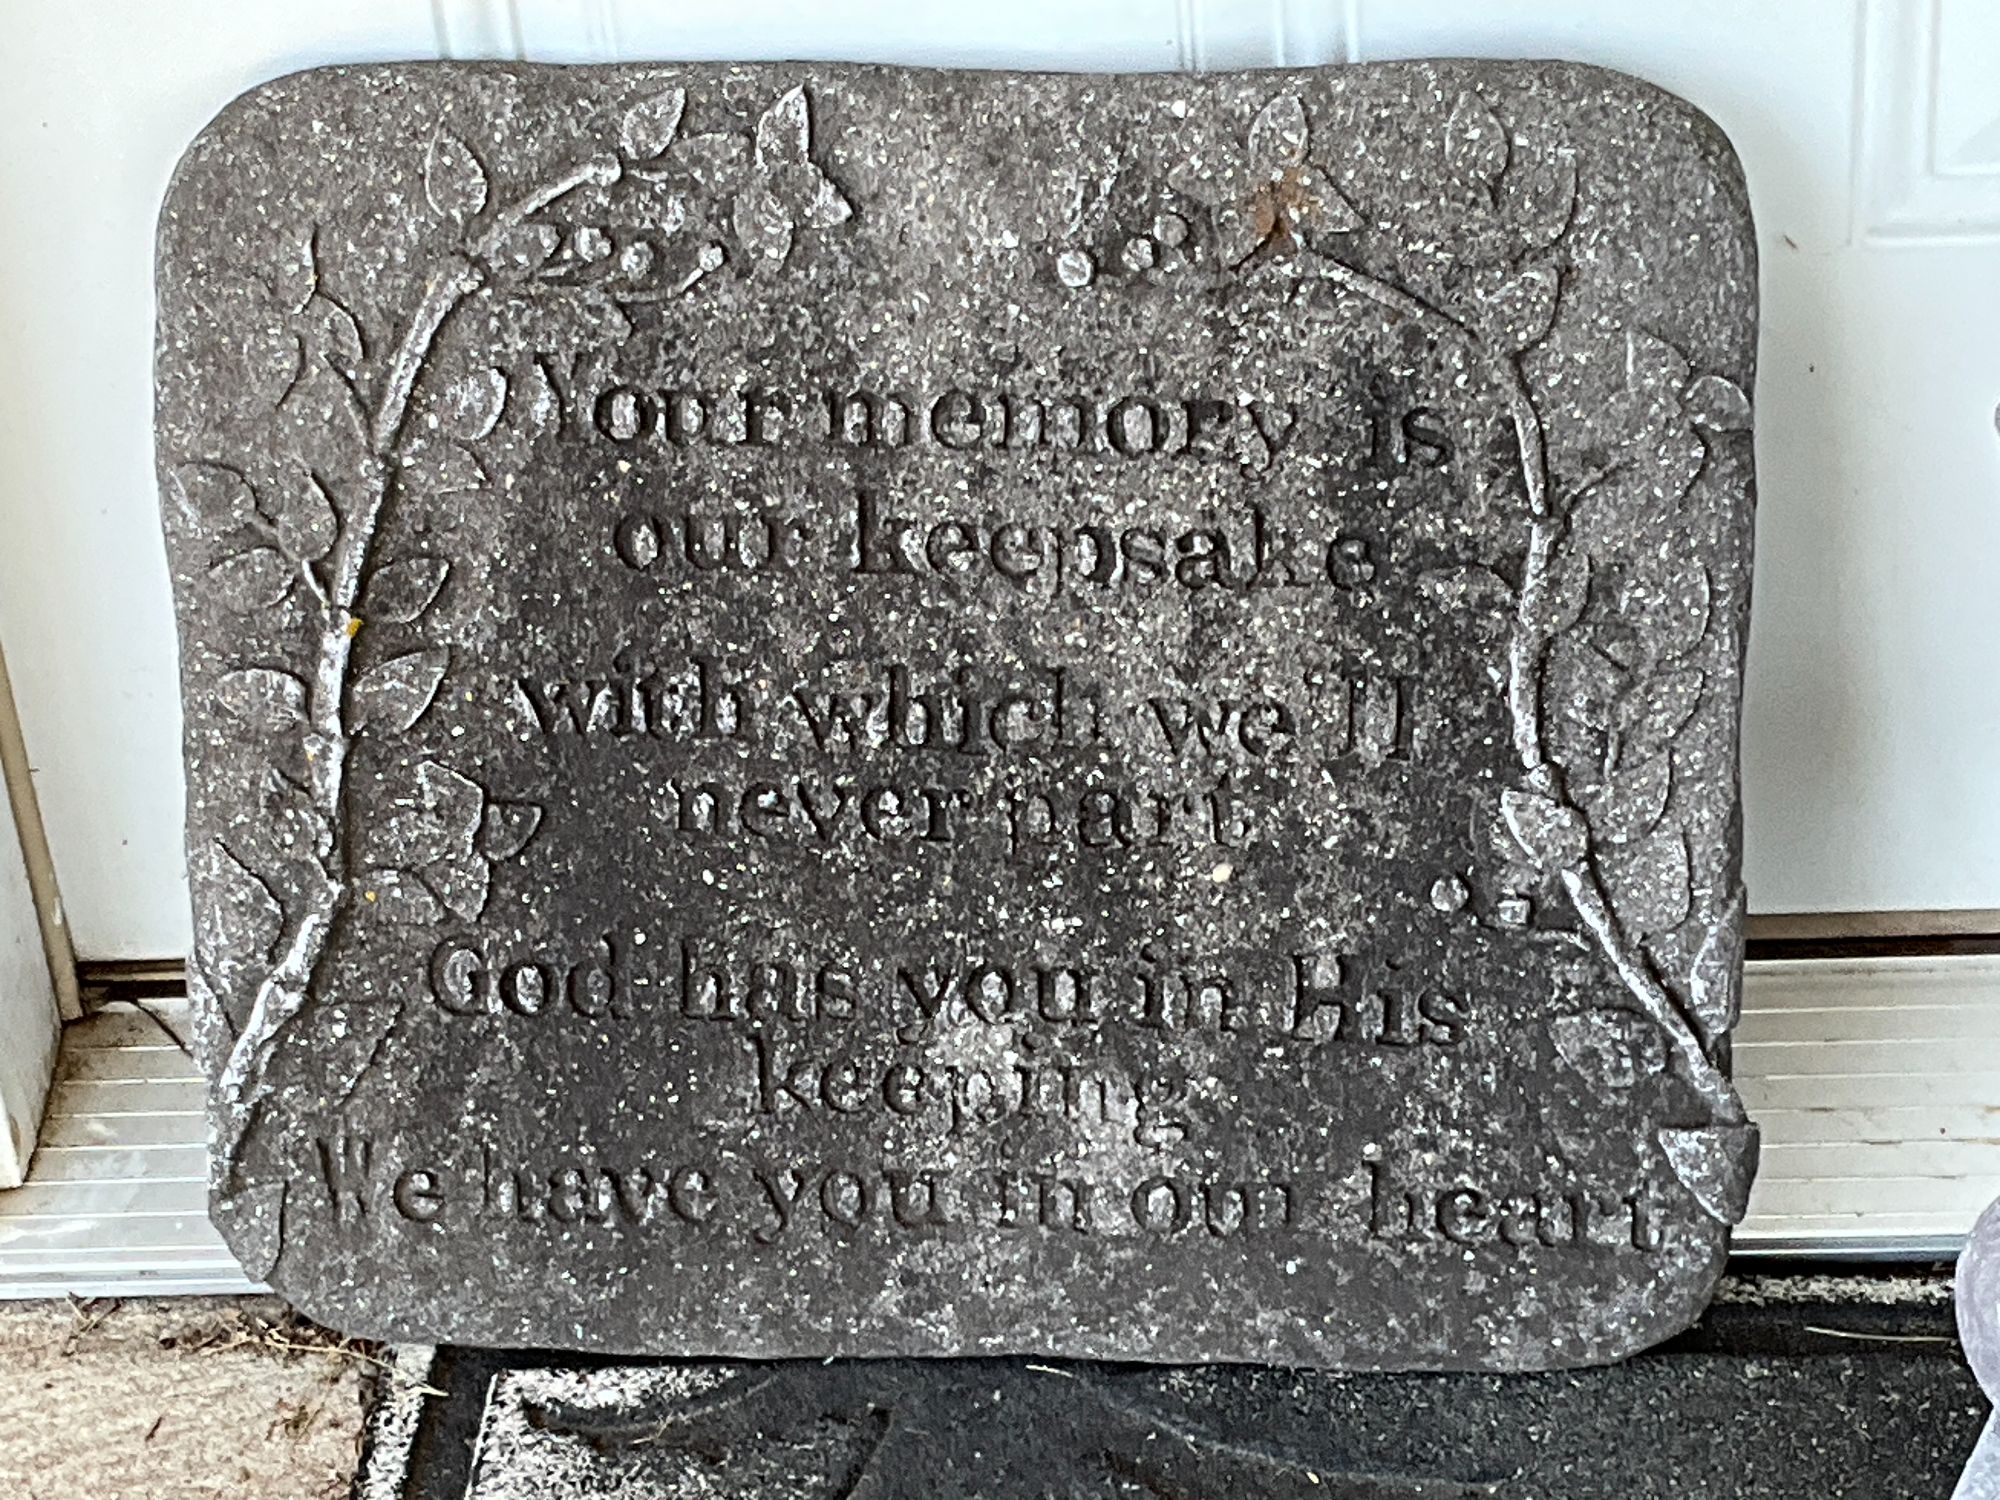 Your memory is
our keepsake
with which we'll
never part.
God has you in His
keeping
We have you in our heart